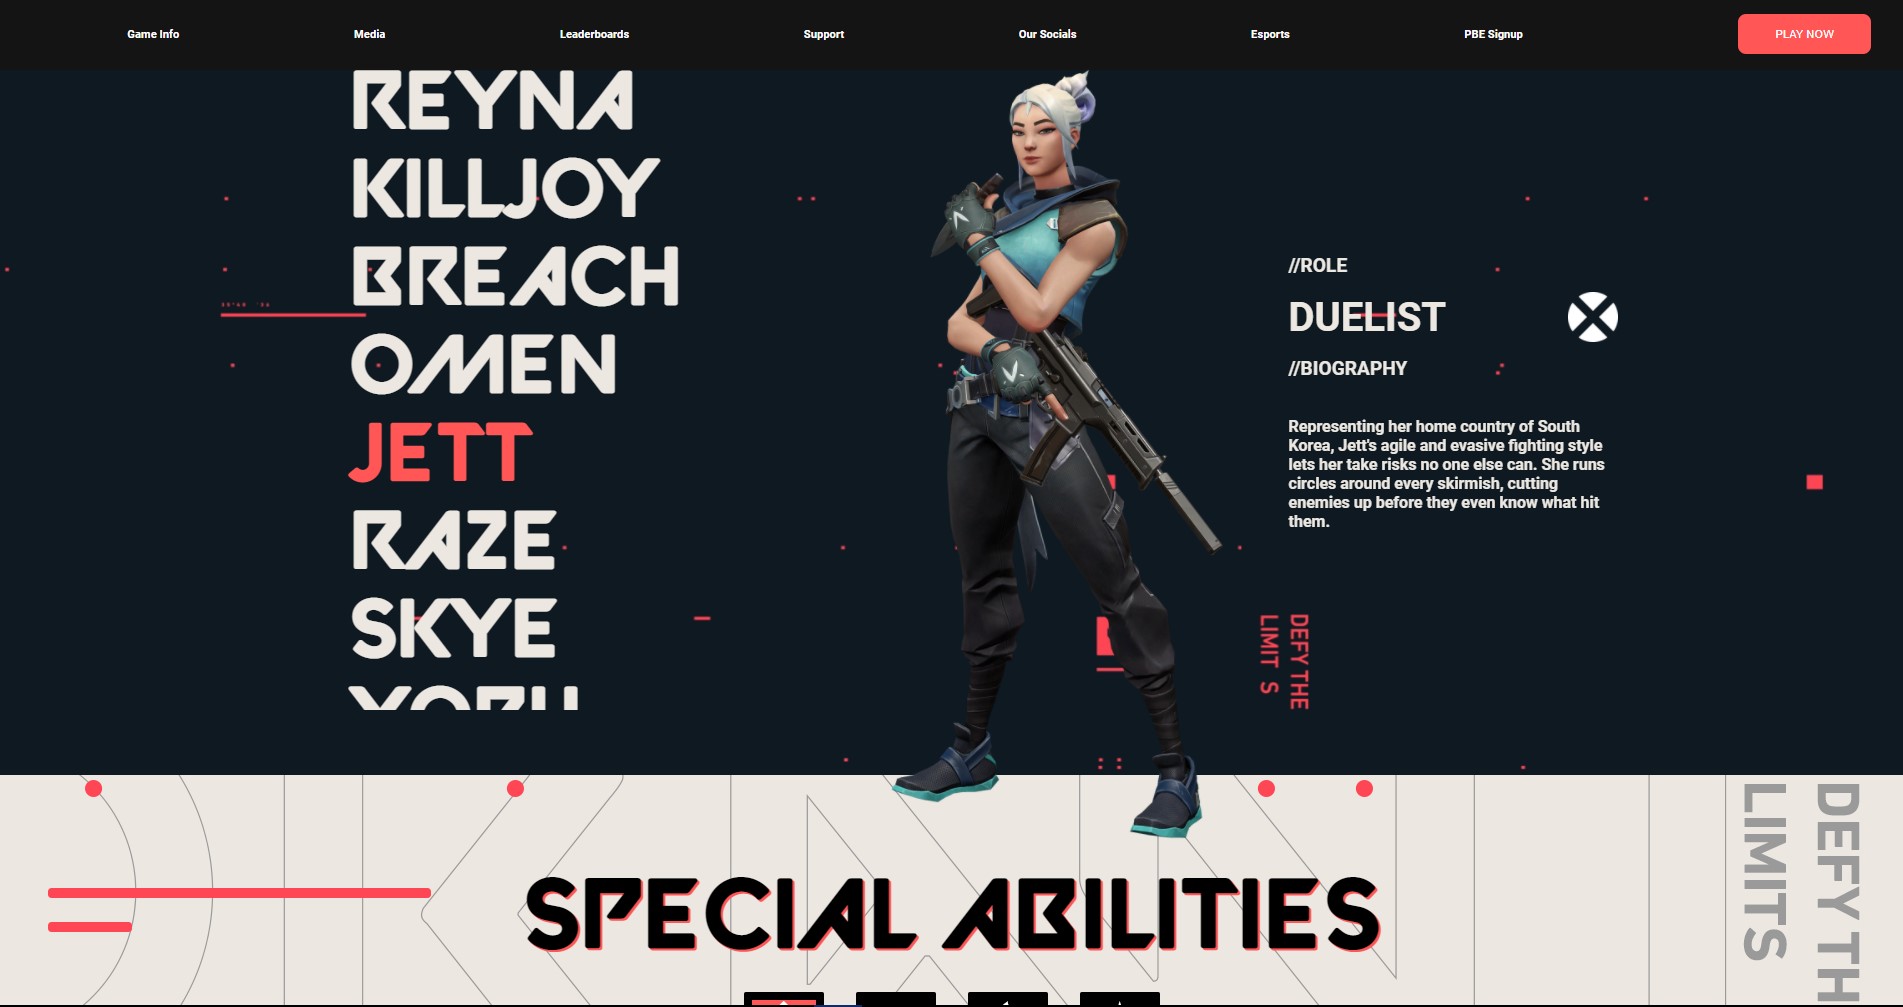 Game Info
Media
Leaderboards
Support
Our Socials
Esports
PBE Signup
PLAY NOW
REYNA
KILLJOY
BREACH
OMEN
JETT
RAZE
SKYE
//ROLE
DUELIST
//BIOGRAPHY
Representing her home country of South
Korea, Jett's agile and evasive fighting style
lets her take risks no one else can. She runs
circles around every skirmish, cutting
enemies up before they even know what hit
them.
DEFY THE
LIMIT S
SPECIAL ABILITIES
DEFY TH
LIMITS